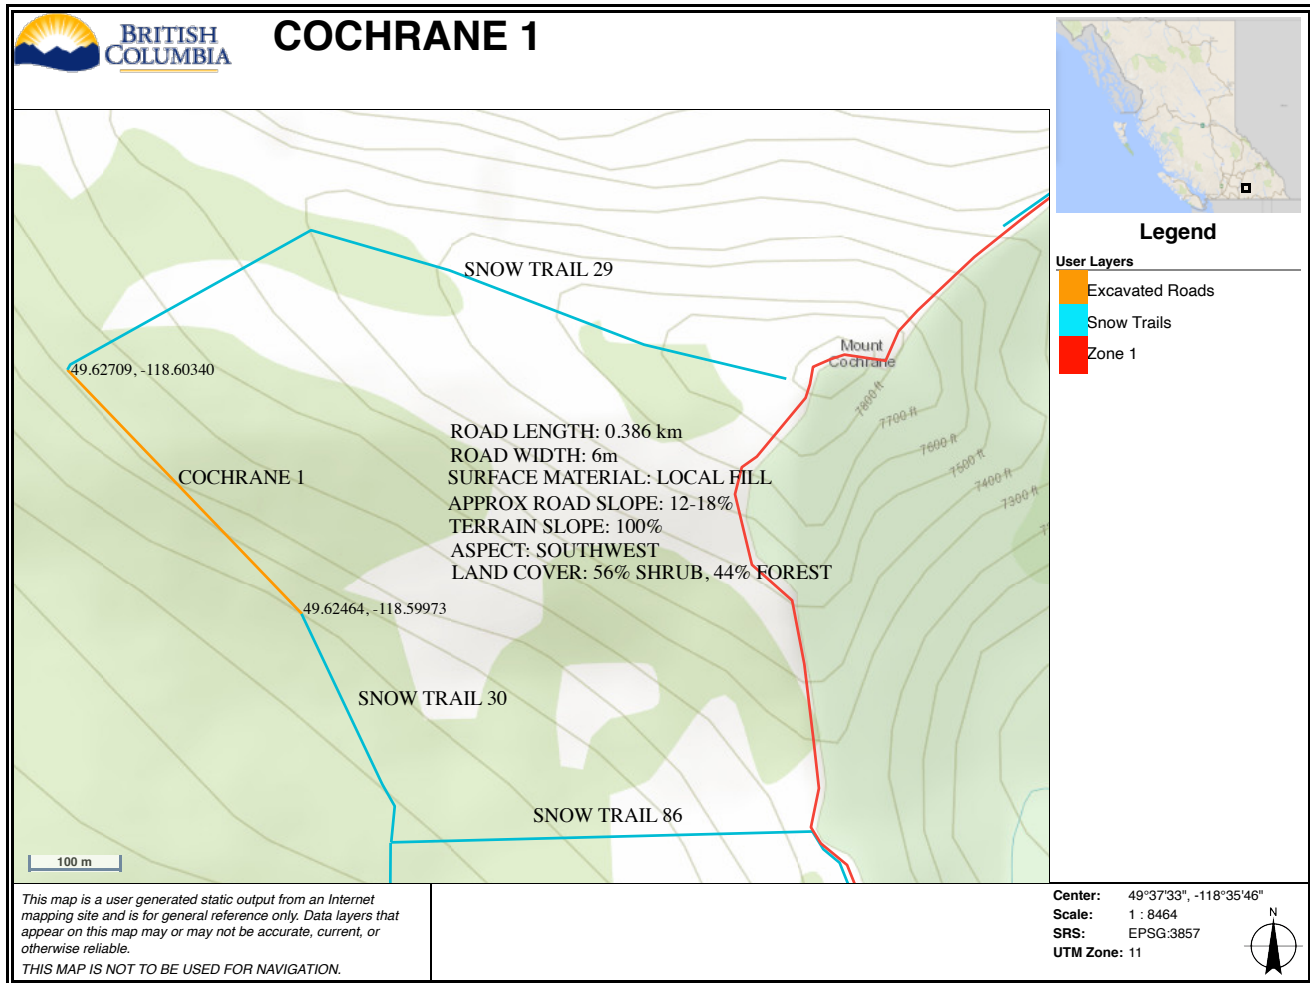 BRITISH
COLUMBIA
COCHRANE 1
SNOW TRAIL 29
Mount
Cochrane
7800 ft
7700 ft
7600 ft
7500 ft
7400 ft
7300 ft
49.62709, -118.60340
COCHRANE 1
ROAD LENGTH: 0.386 km
ROAD WIDTH: 6m
SURFACE MATERIAL: LOCAL FILL
APPROX ROAD SLOPE: 12-18%
TERRAIN SLOPE: 100%
ASPECT: SOUTHWEST
LAND COVER: 56% SHRUB, 44% FOREST
49.62464, -118.59973
SNOW TRAIL 30
SNOW TRAIL 86
100 m
Legend
User Layers
Excavated Roads
Snow Trails
Zone 1
This map is a user generated static output from an Internet
mapping site and is for general reference only. Data layers that
appear on this map may or may not be accurate, current, or
otherwise reliable.
THIS MAP IS NOT TO BE USED FOR NAVIGATION.
Center: 49°37'33", -118°35'46"
Scale: 1 : 8464
SRS: EPSG:3857
UTM Zone: 11
N